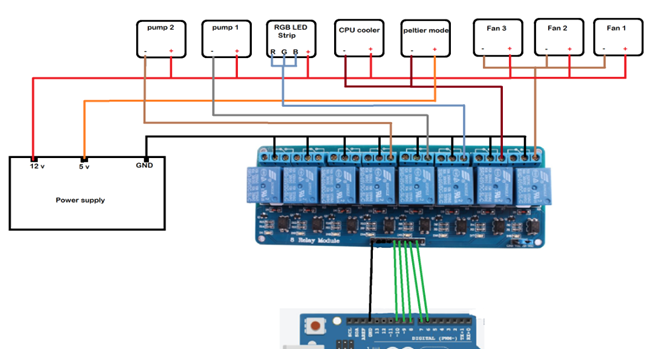 pump 2
pump 1
RGB LED
Strip
CPU cooler
peltier mode
Fan 3
Fan 2
Fan 1
- +
- +
R G B +
- +
- +
- +
- +
- +
12 v 5 v GND
Power supply
8 Relay Module
DIGITAL (PWM~)